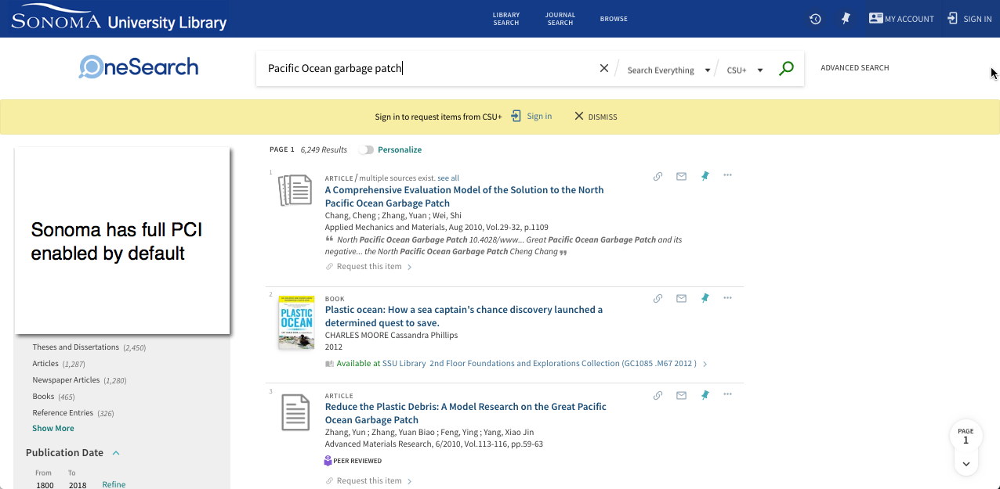 SONOMA University Library
LIBRARY SEARCH
JOURNAL SEARCH
BROWSE
MY ACCOUNT
SIGN IN
OneSearch
Pacific Ocean garbage patch
Search Everything
CSU+
ADVANCED SEARCH
Sign in to request items from CSU+
Sign in
DISMISS
Sonoma has full PCI
enabled by default
Theses and Dissertations (2,450)
Articles (1,287)
Newspaper Articles (1,280)
Books (465)
Reference Entries (326)
Show More
Publication Date
From To
1800 2018 Refine
PAGE 1 6,249 Results Personalize
1
ARTICLE / multiple sources exist. see all
A Comprehensive Evaluation Model of the Solution to the North
Pacific Ocean Garbage Patch
Chang, Cheng ; Zhang, Yuan ; Wei, Shi
Applied Mechanics and Materials, Aug 2010, Vol.29-32, p.1109
❝ North Pacific Ocean Garbage Patch 10.4028/www... Great Pacific Ocean Garbage Patch and its
negative... the North Pacific Ocean Garbage Patch Cheng Chang ❞
Request this item
2
PLASTIC
OCEAN
BOOK
Plastic ocean: How a sea captain's chance discovery launched a
determined quest to save.
CHARLES MOORE Cassandra Phillips
2012
Available at SSU Library 2nd Floor Foundations and Explorations Collection (GC1085 .M67 2012 )
3
ARTICLE
Reduce the Plastic Debris: A Model Research on the Great Pacific
Ocean Garbage Patch
Zhang, Yun ; Zhang, Yuan Biao ; Feng, Ying ; Yang, Xiao Jin
Advanced Materials Research, 6/2010, Vol.113-116, pp.59-63
PEER REVIEWED
Request this item
PAGE
1